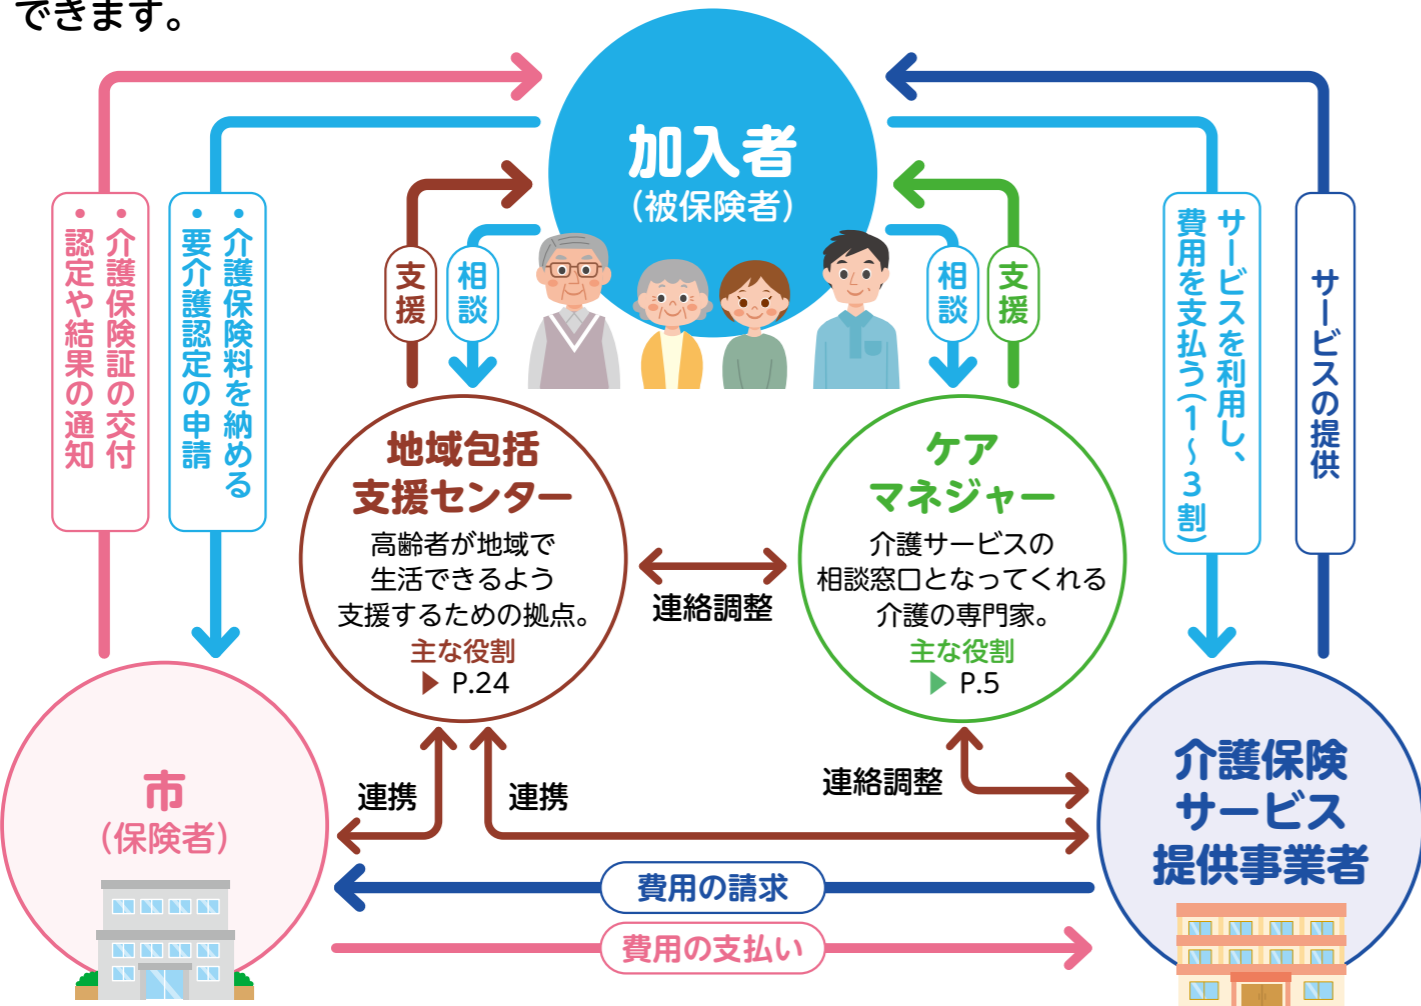 できます。
加入者
（被保険者）
・介護保険証の交付
・認定や結果の通知
・介護保険料を納める
・要介護認定の申請
支援
相談
相談
支援
サービスを利用し、
費用を支払う（1～3割）
サービスの提供
地域包括
支援センター
高齢者が地域で
生活できるよう
支援するための拠点。
主な役割
▶ P.24
ケア
マネジャー
介護サービスの
相談窓口となってくれる
介護の専門家。
主な役割
▶ P.5
連絡調整
市
（保険者）
連携
連携
連絡調整
介護保険
サービス
提供事業者
費用の請求
費用の支払い